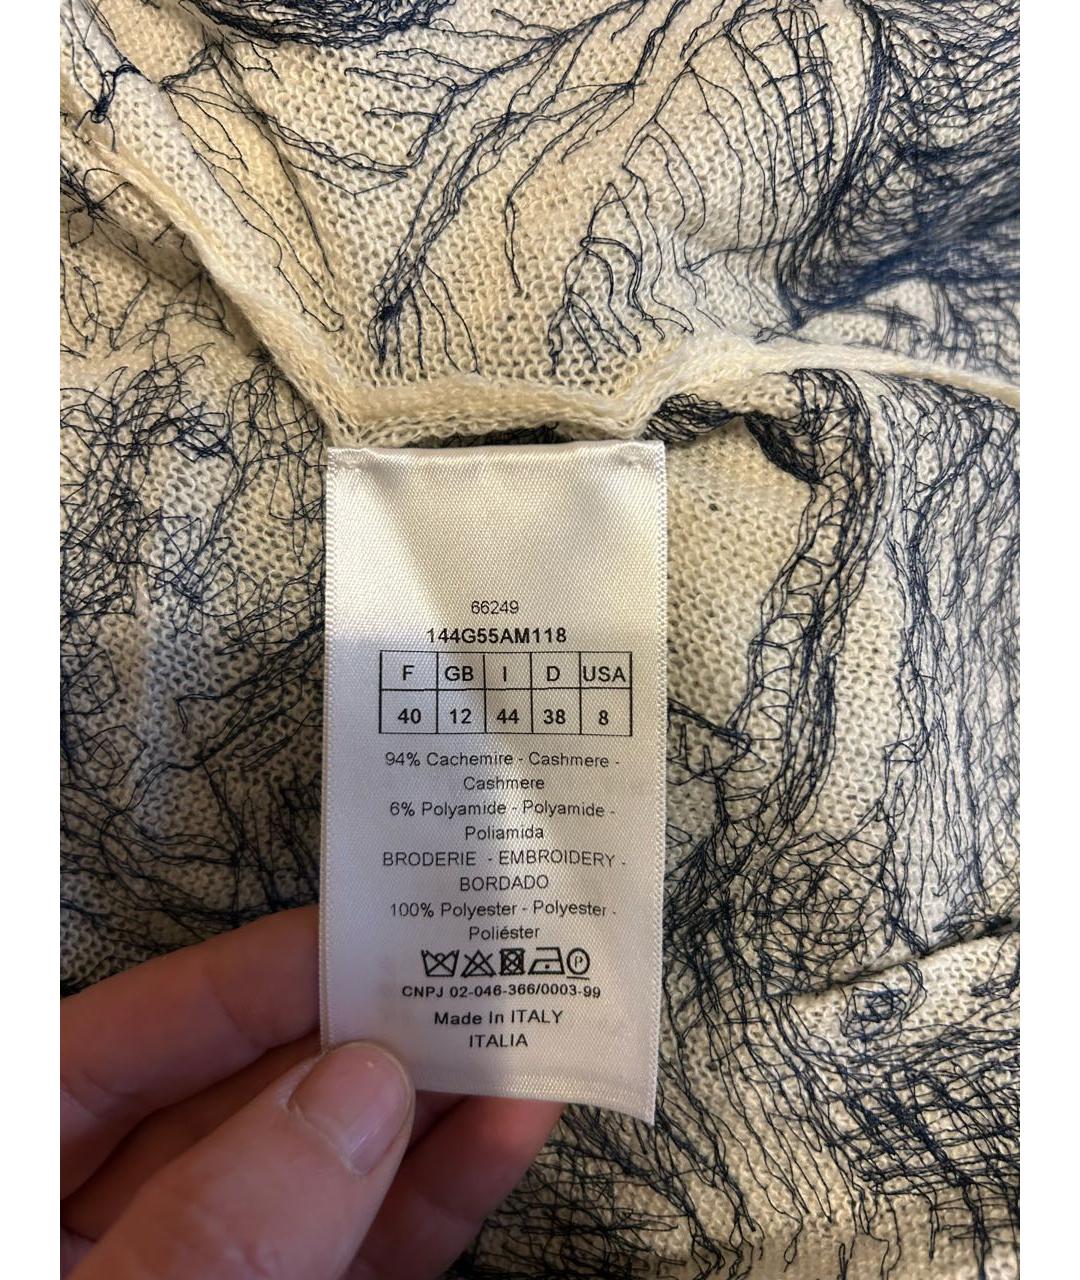 66249
144G55AM118
F GB I D USA
40 12 44 38 8
94% Cachemire - Cashmere -
Cashmere
6% Polyamide - Polyamide -
Poliamida
BRODERIE - EMBROIDERY -
BORDADO
100% Polyester - Polyester -
Poliéster
P
CNPJ 02-046-366/0003-99
Made In ITALY
ITALIA